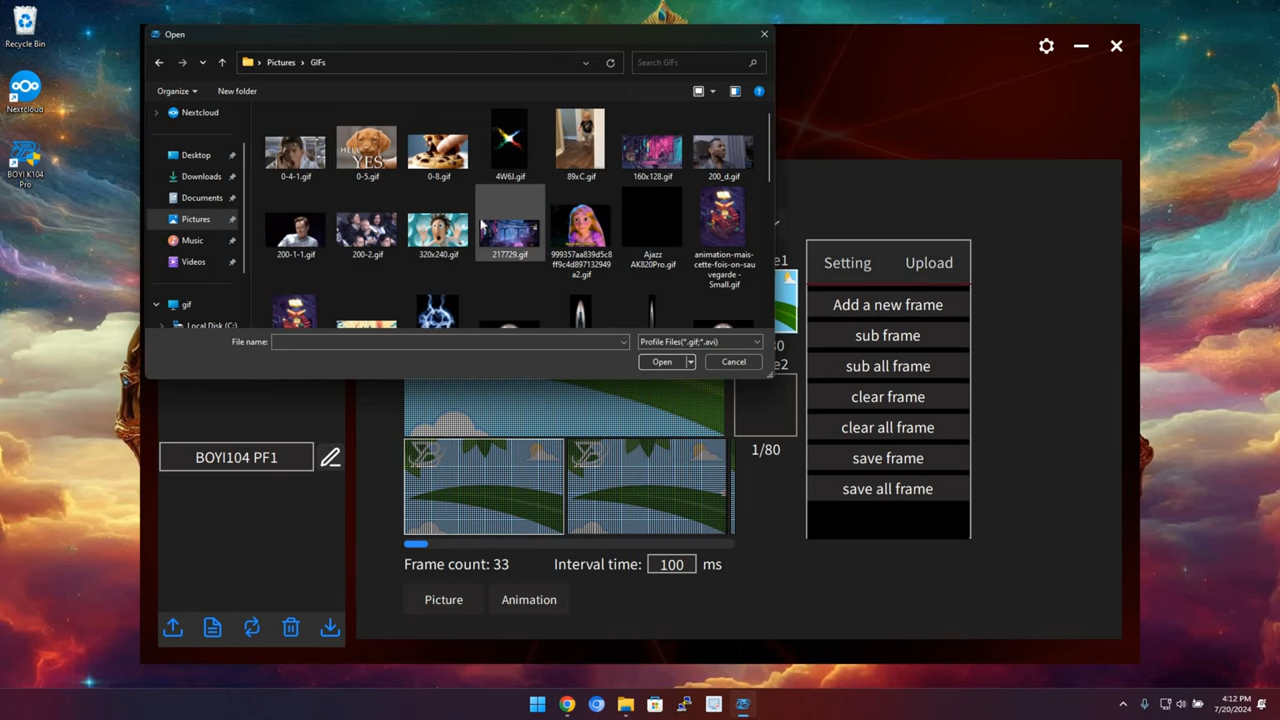 Recycle Bin
Nextcloud
BOYI K104
Pro
Open
Pictures
GIFs
Search GIFs
Organize
New folder
Nextcloud
Desktop
Downloads
Documents
Pictures
Music
Videos
gif
Local Disk (C:)
HELL
YES
0-4-1.gif
0-5.gif
0-8.gif
4W6J.gif
89xC.gif
160x128.gif
200_d.gif
200-1-1.gif
200-2.gif
320x240.gif
217729.gif
999357aa839d5c8
ff9c4d897132949
a2.gif
Ajazz
AK820Pro.gif
animation-mais-
cette-fois-on-sau
vegarde -
Small.gif
File name:
Profile Files(*.gif;*.avi)
Open
Cancel
Setting
Upload
Add a new frame
sub frame
sub all frame
clear frame
clear all frame
save frame
save all frame
1/80
BOYI104 PF1
Frame count: 33
Interval time:
100
ms
Picture
Animation
4:12 PM
7/20/2024